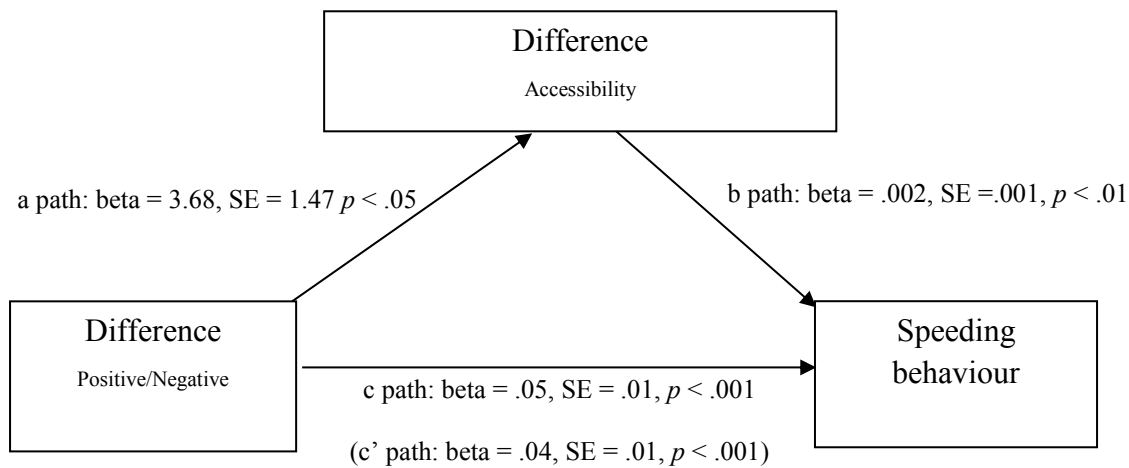 Difference
Accessibility
a path: beta = 3.68, SE = 1.47 p < .05
b path: beta = .002, SE =.001, p < .01
Difference
Positive/Negative
Speeding
behaviour
c path: beta = .05, SE = .01, p < .001
(c’ path: beta = .04, SE = .01, p < .001)